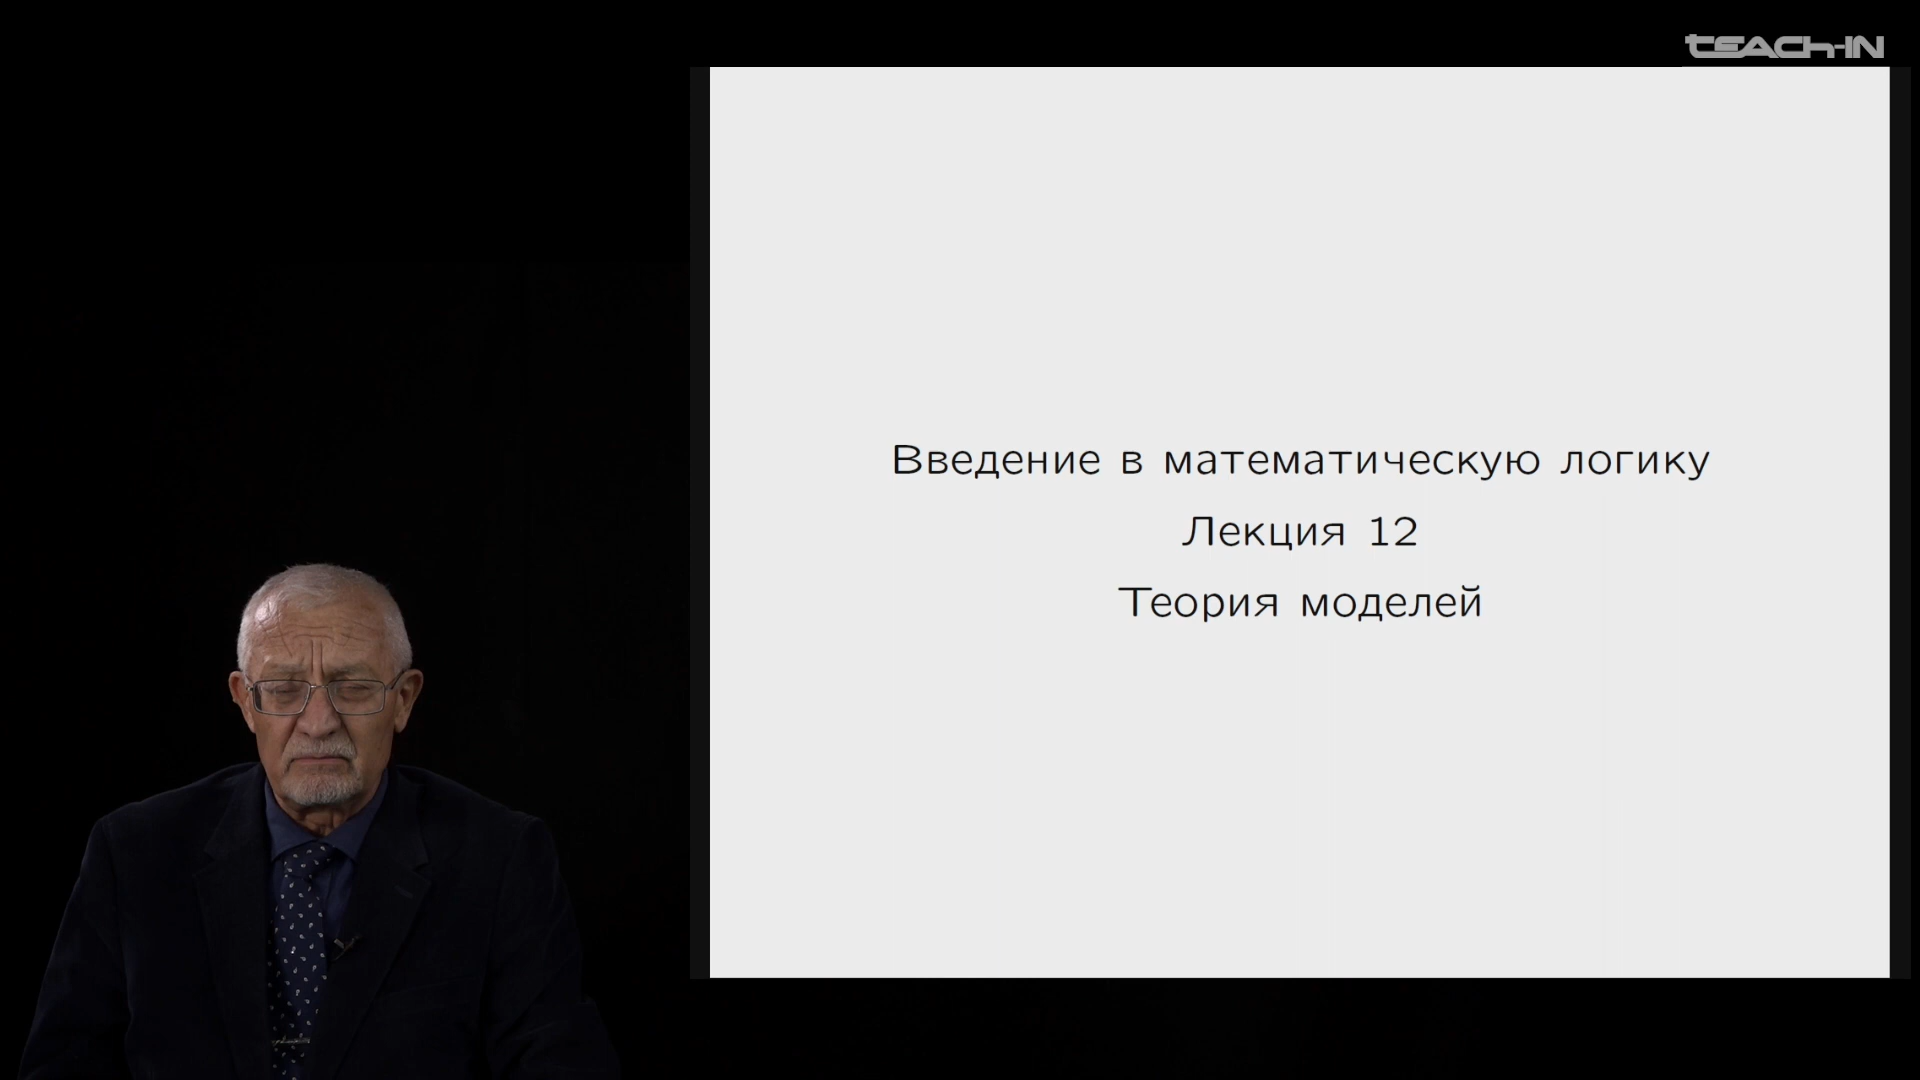 teach-in
Введение в математическую логику
Лекция 12
Теория моделей